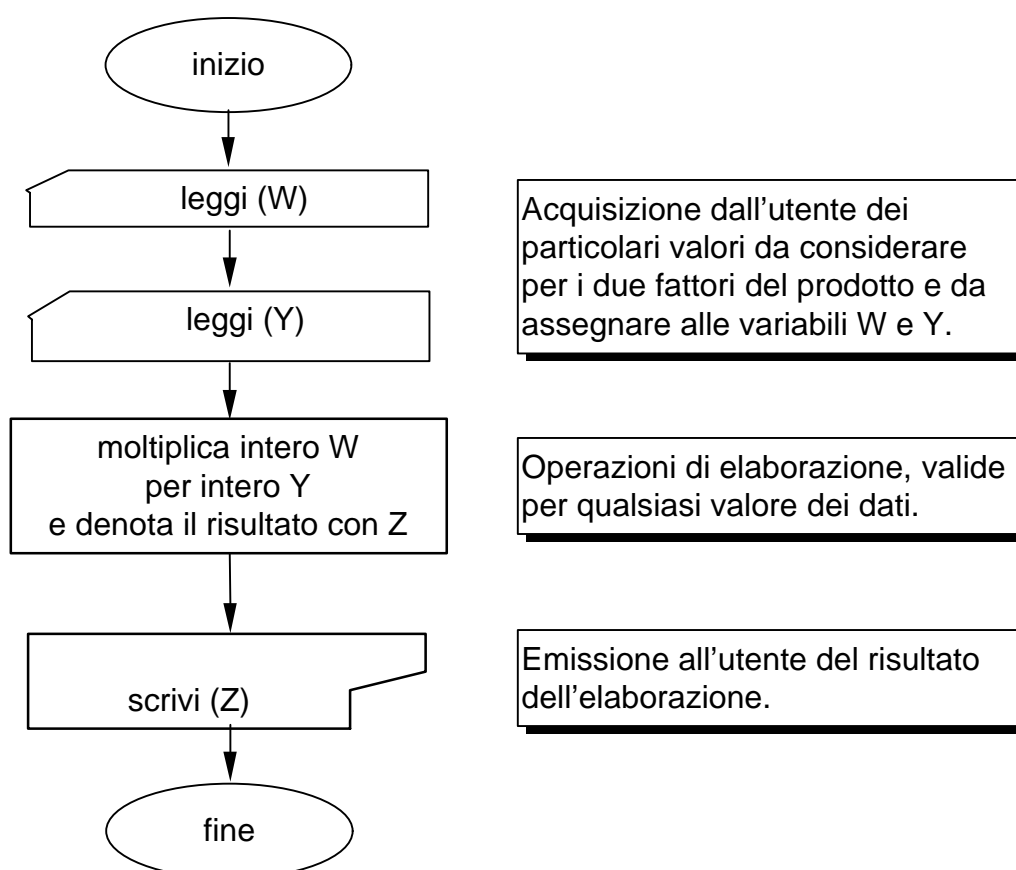 inizio
leggi (W)
leggi (Y)
moltiplica intero W
per intero Y
e denota il risultato con Z
scrivi (Z)
fine
Acquisizione dall’utente dei
particolari valori da considerare
per i due fattori del prodotto e da
assegnare alle variabili W e Y.
Operazioni di elaborazione, valide
per qualsiasi valore dei dati.
Emissione all’utente del risultato
dell’elaborazione.